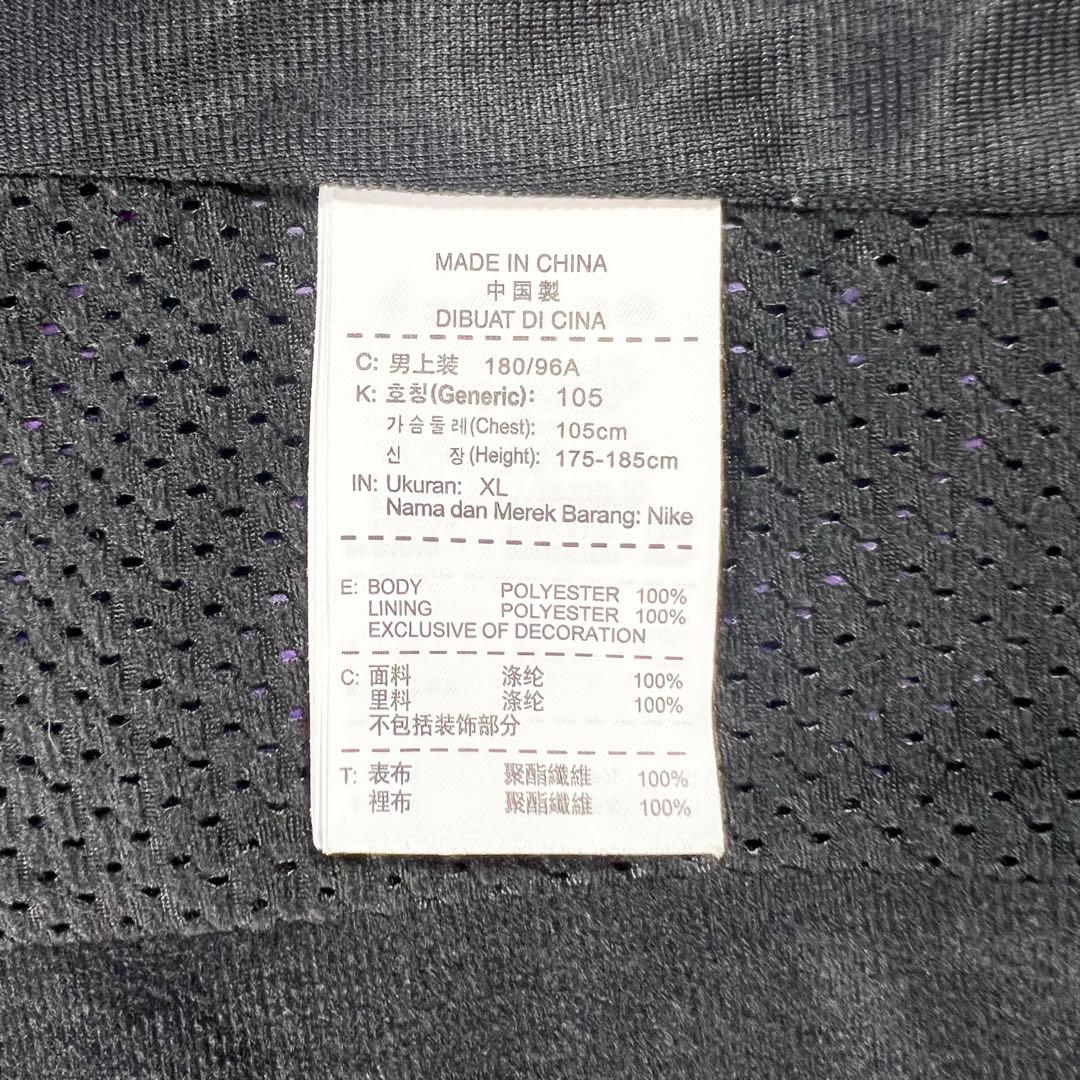 MADE IN CHINA
中国製
DIBUAT DI CINA
C: 男上装 180/96A
K: 호칭(Generic): 105
가슴둘레(Chest): 105cm
신 장(Height): 175-185cm
IN: Ukuran: XL
Nama dan Merek Barang: Nike
E: BODY POLYESTER 100%
LINING POLYESTER 100%
EXCLUSIVE OF DECORATION
C: 面料 涤纶 100%
里料 涤纶 100%
不包括装饰部分
T: 表布 聚酯纖維 100%
裡布 聚酯纖維 100%